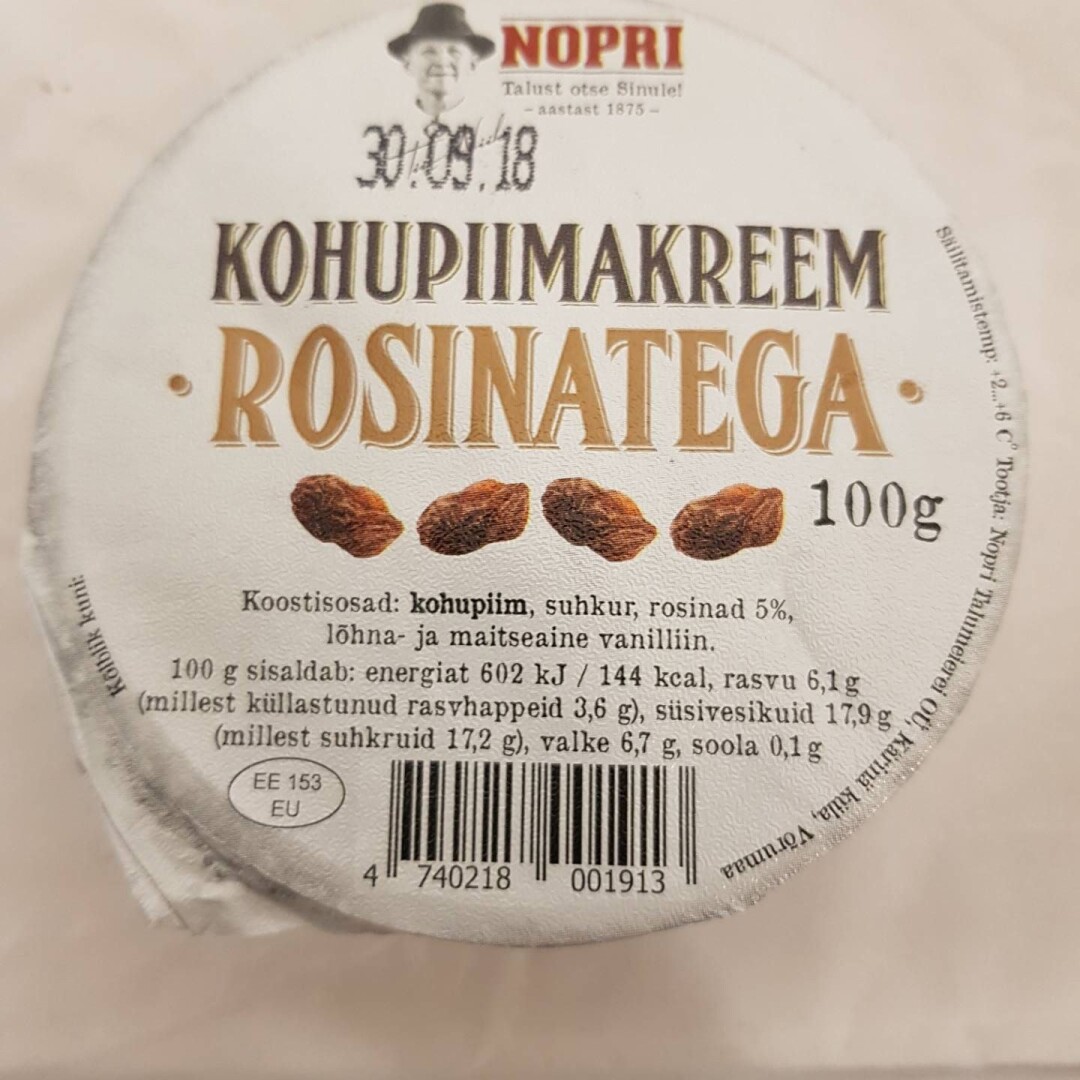 NOPRI
Talust otse Sinule!
- aastast 1875 -
30.09.18
KOHUPIIMAKREEM
· ROSINATEGA ·
100g
Koostisosad: kohupiim, suhkur, rosinad 5%,
lõhna- ja maitseaine vanilliin.
100 g sisaldab: energiat 602 kJ / 144 kcal, rasvu 6,1 g
(millest küllastunud rasvhappeid 3,6 g), süsivesikuid 17,9 g
(millest suhkruid 17,2 g), valke 6,7 g, soola 0,1 g
EE 153
EU
4 740218 001913
Kõlblik kuni:
Säilitamistemp: +2...+6 C° Tootja: Nopri Talumeierei OÜ, Karina küla, Võrumaa